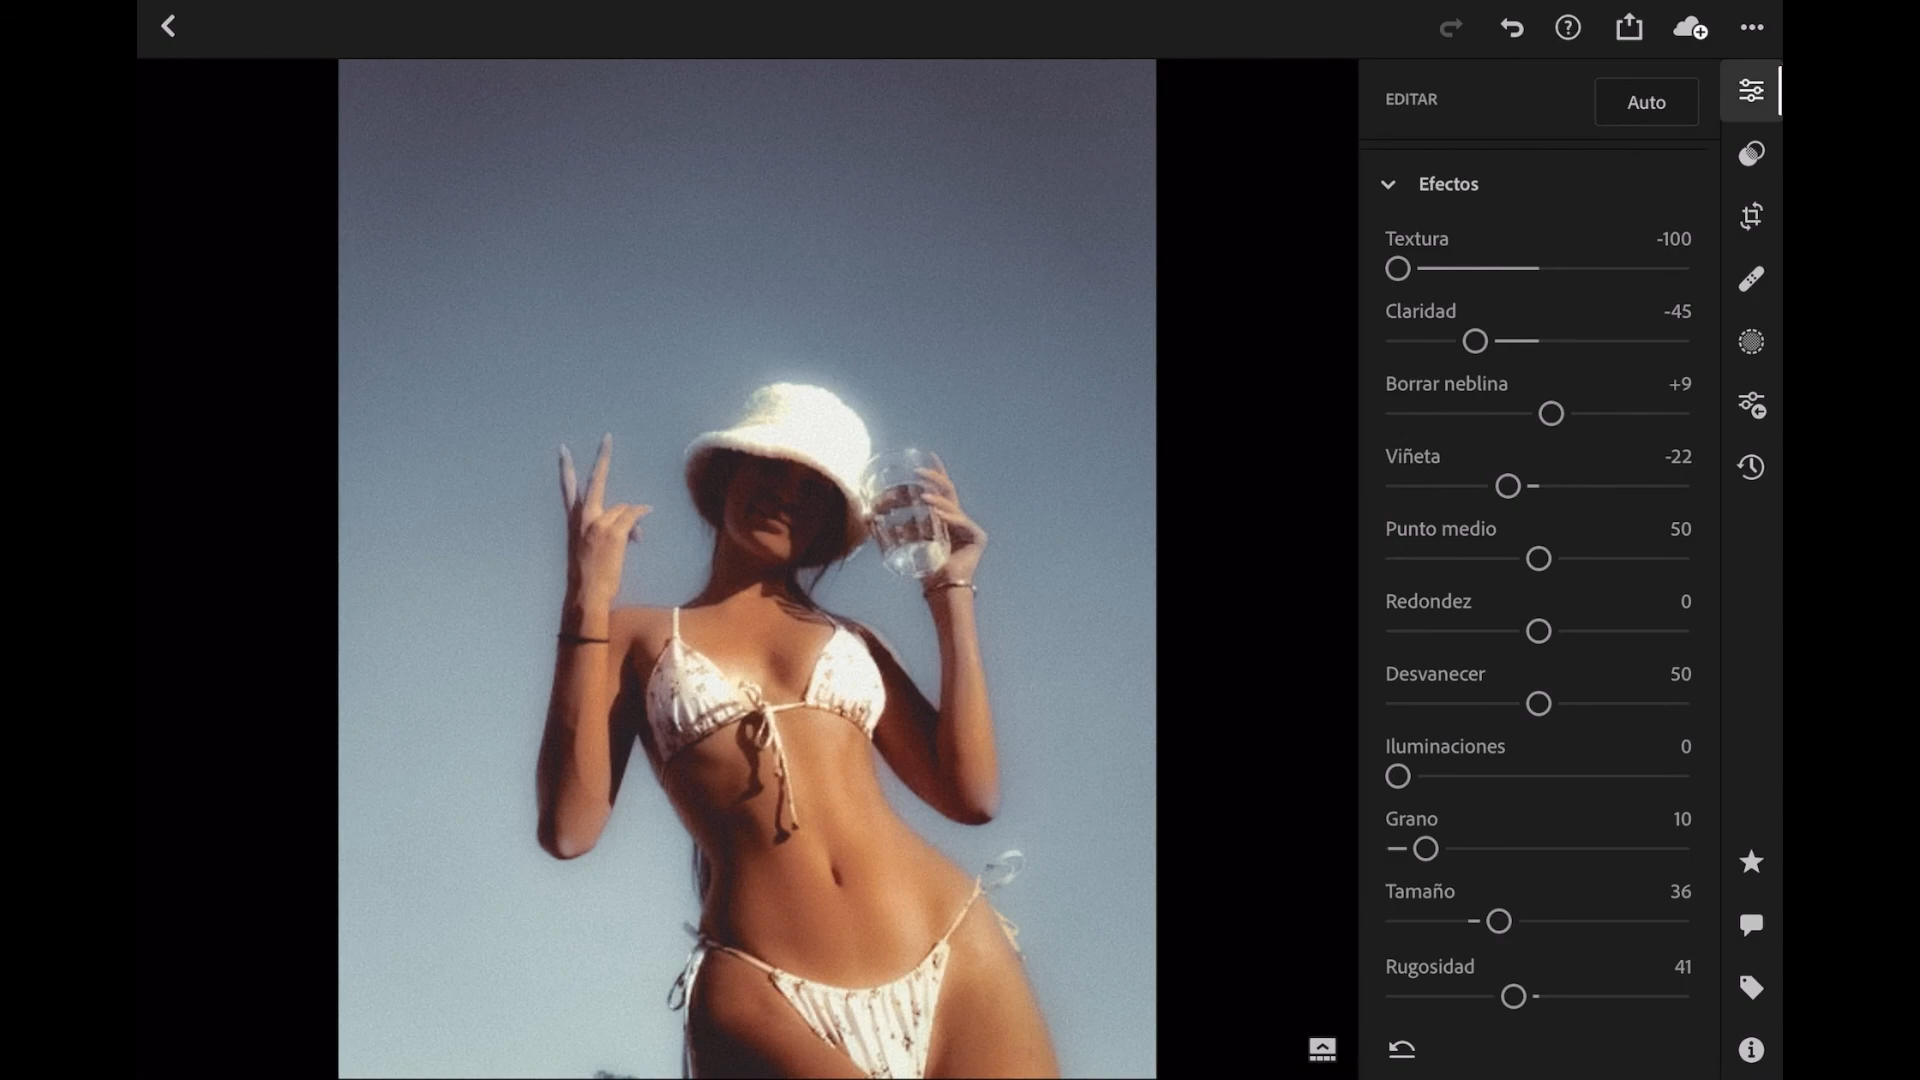 EDITAR
Auto
Efectos
Textura -100
Claridad -45
Borrar neblina +9
Viñeta -22
Punto medio 50
Redondez 0
Desvanecer 50
Iluminaciones 0
Grano 10
Tamaño 36
Rugosidad 41